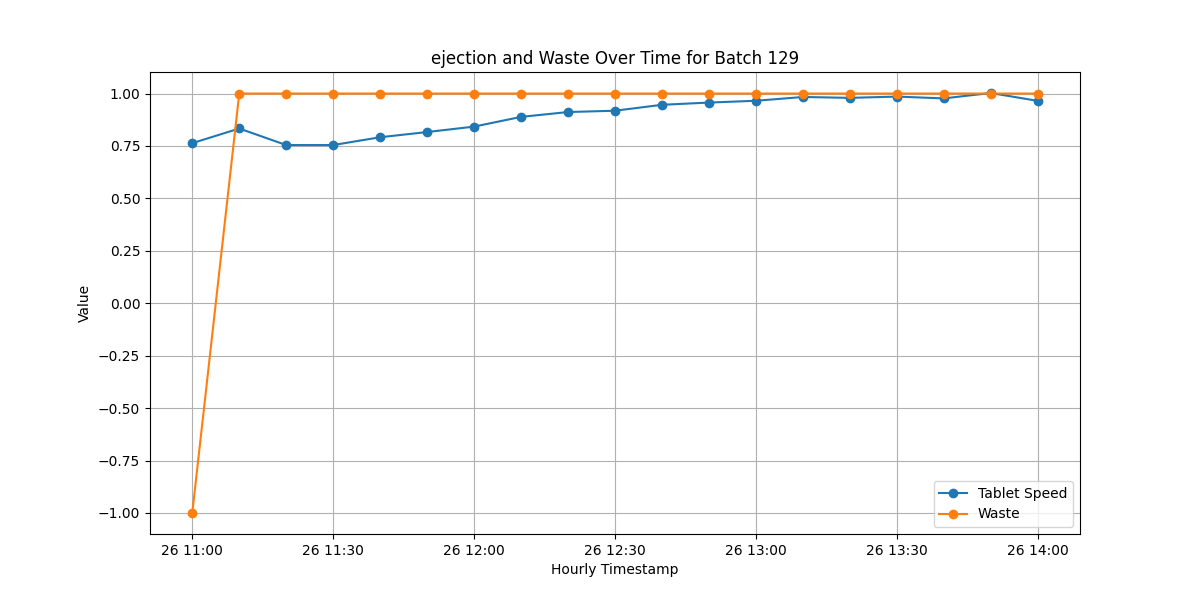 ejection and Waste Over Time for Batch 129
1.00
0.75
0.50
0.25
0.00
−0.25
−0.50
−0.75
−1.00
Value
Tablet Speed
Waste
26 11:00 26 11:30 26 12:00 26 12:30 26 13:00 26 13:30 26 14:00
Hourly Timestamp